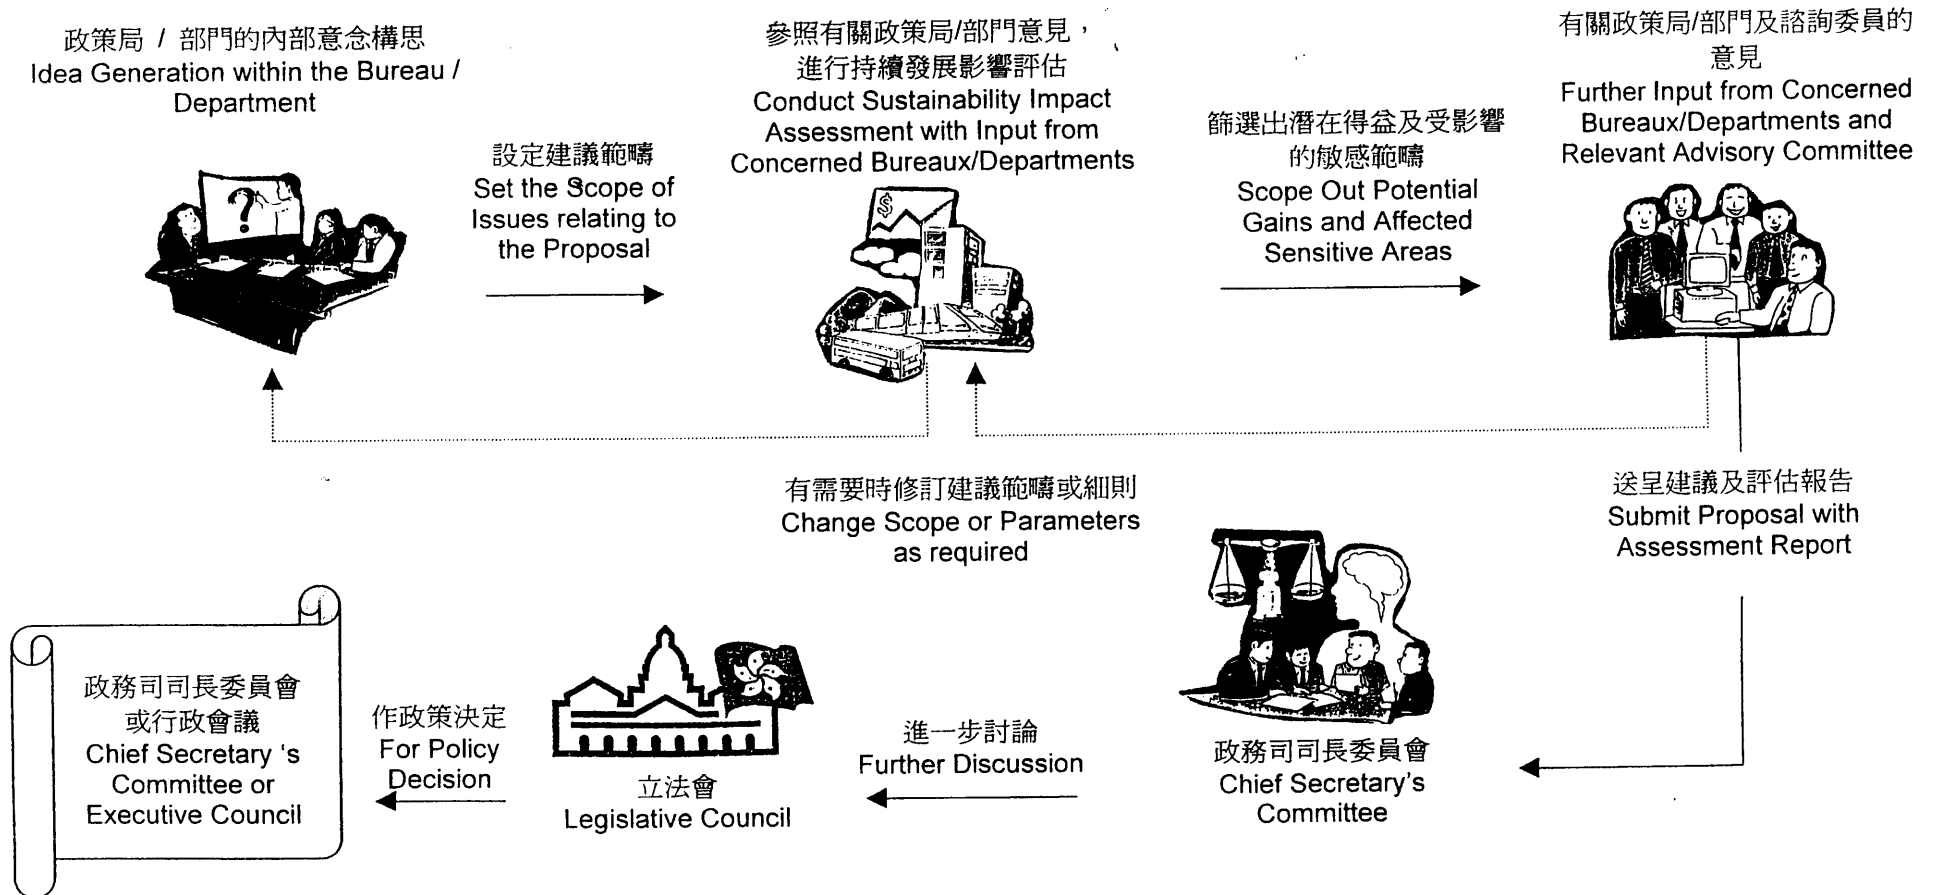 政策局 / 部門的內部意念構思
Idea Generation within the Bureau /
Department
設定建議範疇
Set the Scope of
Issues relating to
the Proposal
參照有關政策局/部門意見，
進行持續發展影響評估
Conduct Sustainability Impact
Assessment with Input from
Concerned Bureaux/Departments
$
?
篩選出潛在得益及受影響
的敏感範疇
Scope Out Potential
Gains and Affected
Sensitive Areas
有關政策局/部門及諮詢委員的
意見
Further Input from Concerned
Bureaux/Departments and
Relevant Advisory Committee
有需要時修訂建議範疇或細則
Change Scope or Parameters
as required
送呈建議及評估報告
Submit Proposal with
Assessment Report
政務司司長委員會
Chief Secretary's
Committee
進一步討論
Further Discussion
立法會
Legislative Council
作政策決定
For Policy
Decision
政務司司長委員會
或行政會議
Chief Secretary 's
Committee or
Executive Council